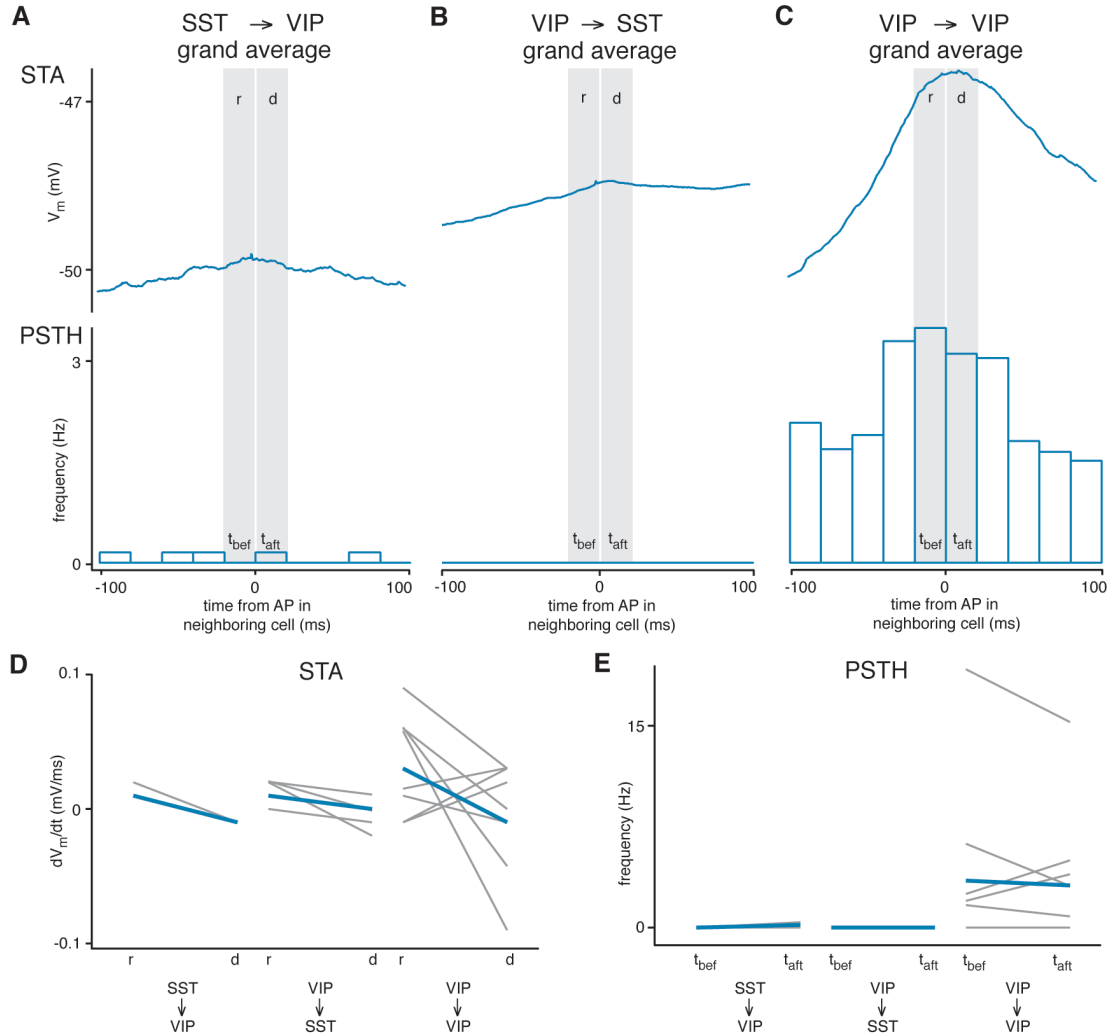 A
SST → VIP
grand average
B
VIP → SST
grand average
C
VIP → VIP
grand average
STA
r
d
r
d
r
d
-47
-50
Vm (mV)
PSTH
3
0
frequency (Hz)
tbef
taft
tbef
taft
tbef
taft
-100
0
100
-100
0
100
-100
0
100
time from AP in
neighboring cell (ms)
time from AP in
neighboring cell (ms)
time from AP in
neighboring cell (ms)
D
STA
0.1
0
-0.1
dVm/dt (mV/ms)
r
d
r
d
r
d
SST
↓
VIP
VIP
↓
SST
VIP
↓
VIP
E
PSTH
15
0
frequency (Hz)
tbef
taft
tbef
taft
tbef
taft
SST
↓
VIP
VIP
↓
SST
VIP
↓
VIP